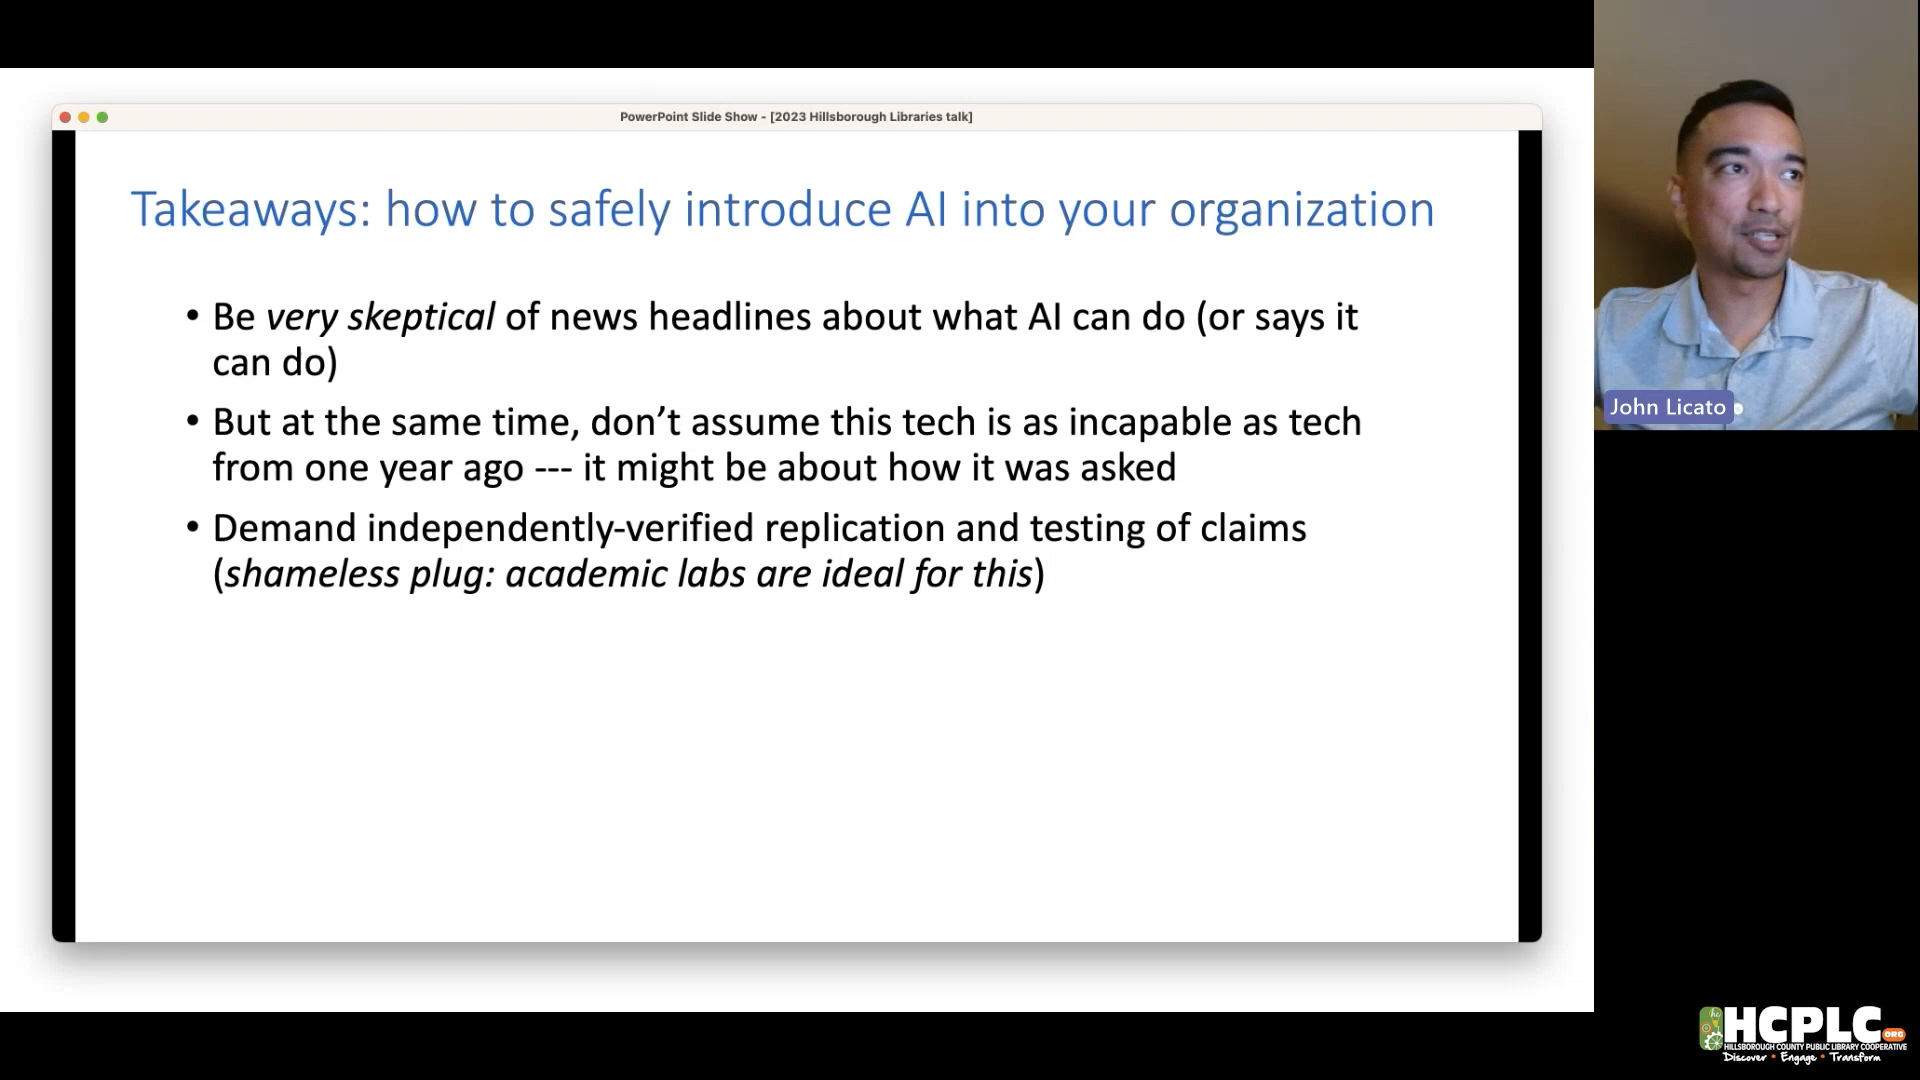 PowerPoint Slide Show - [2023 Hillsborough Libraries talk]
Takeaways: how to safely introduce AI into your organization
• Be very skeptical of news headlines about what AI can do (or says it
can do)
• But at the same time, don’t assume this tech is as incapable as tech
from one year ago --- it might be about how it was asked
• Demand independently-verified replication and testing of claims
(shameless plug: academic labs are ideal for this)
John Licato
HCPLC.ORG
HILLSBOROUGH COUNTY PUBLIC LIBRARY COOPERATIVE
Discover • Engage • Transform